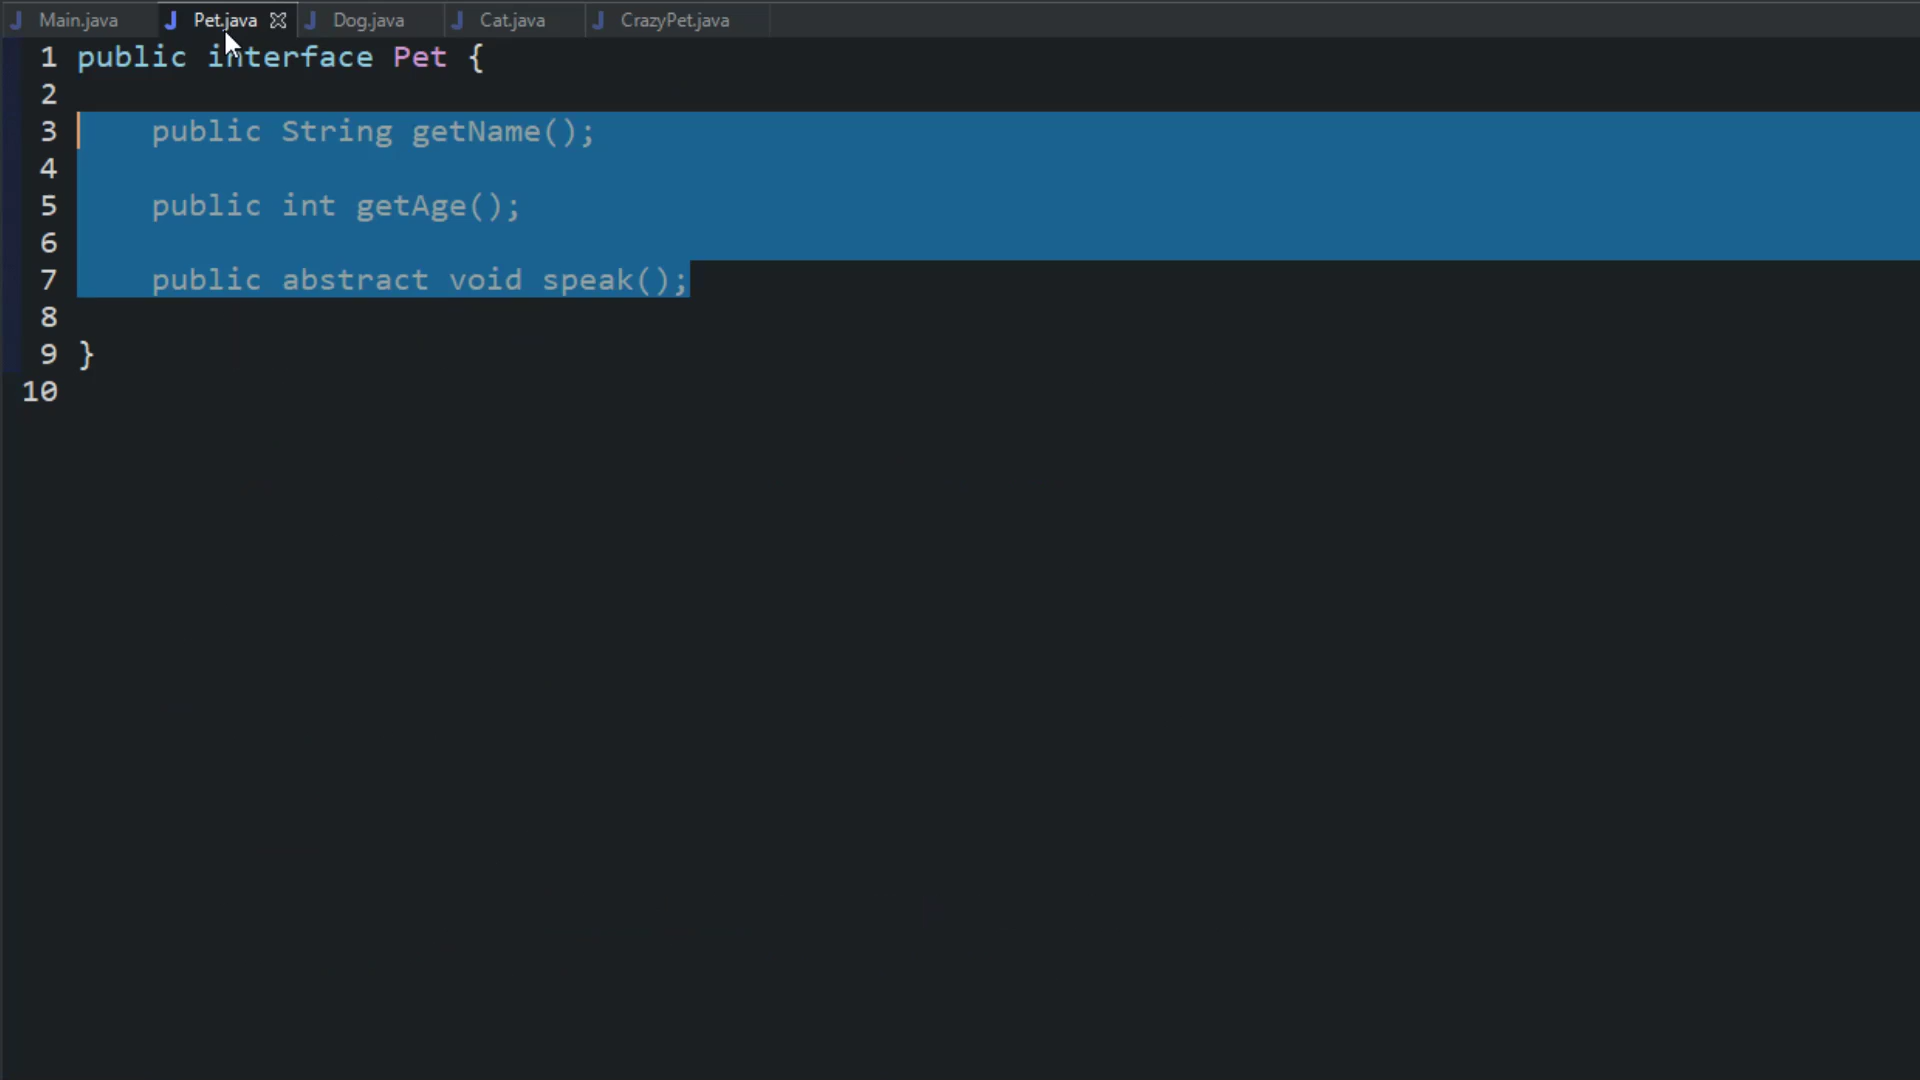 Main.java Pet.java Dog.java Cat.java CrazyPet.java
1 public interface Pet {
2
3 public String getName();
4
5 public int getAge();
6
7 public abstract void speak();
8
9 }
10